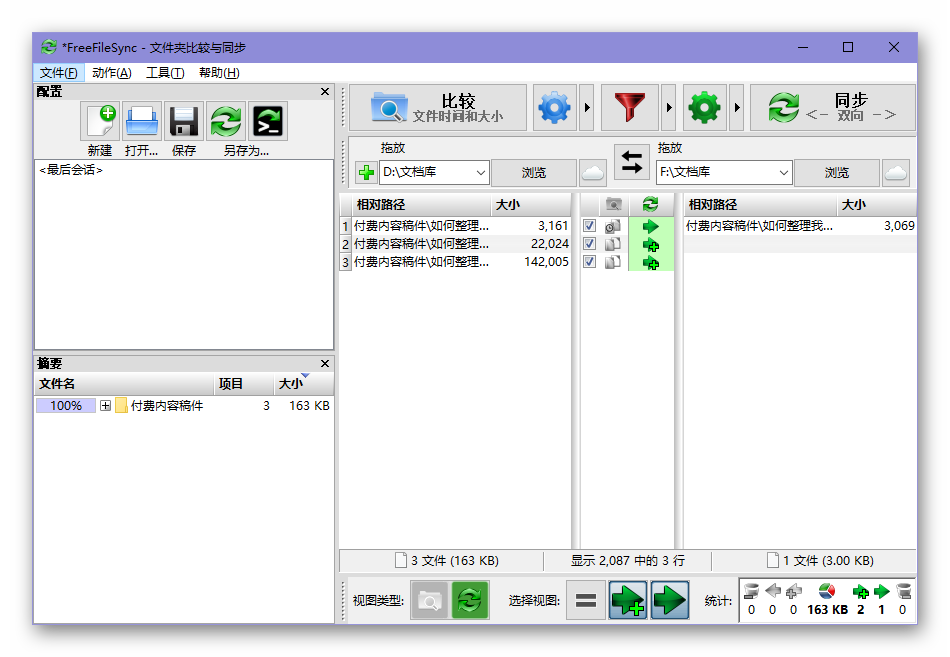 *FreeFileSync - 文件夹比较与同步
文件(F) 动作(A) 工具(T) 帮助(H)
配置
新建 打开... 保存 另存为...
<最后会话>
比较
文件时间和大小
同步
<- 双向 ->
拖放 拖放
D:\文档库 浏览 F:\文档库 浏览
相对路径 大小 相对路径 大小
1 付费内容稿件\如何整理... 3,161 付费内容稿件\如何整理我... 3,069
2 付费内容稿件\如何整理... 22,024
3 付费内容稿件\如何整理... 142,005
摘要
文件名 项目 大小
100% 付费内容稿件 3 163 KB
3 文件 (163 KB) 显示 2,087 中的 3 行 1 文件 (3.00 KB)
视图类型: 选择视图: 统计:
0 0 0 163 KB 2 1 0